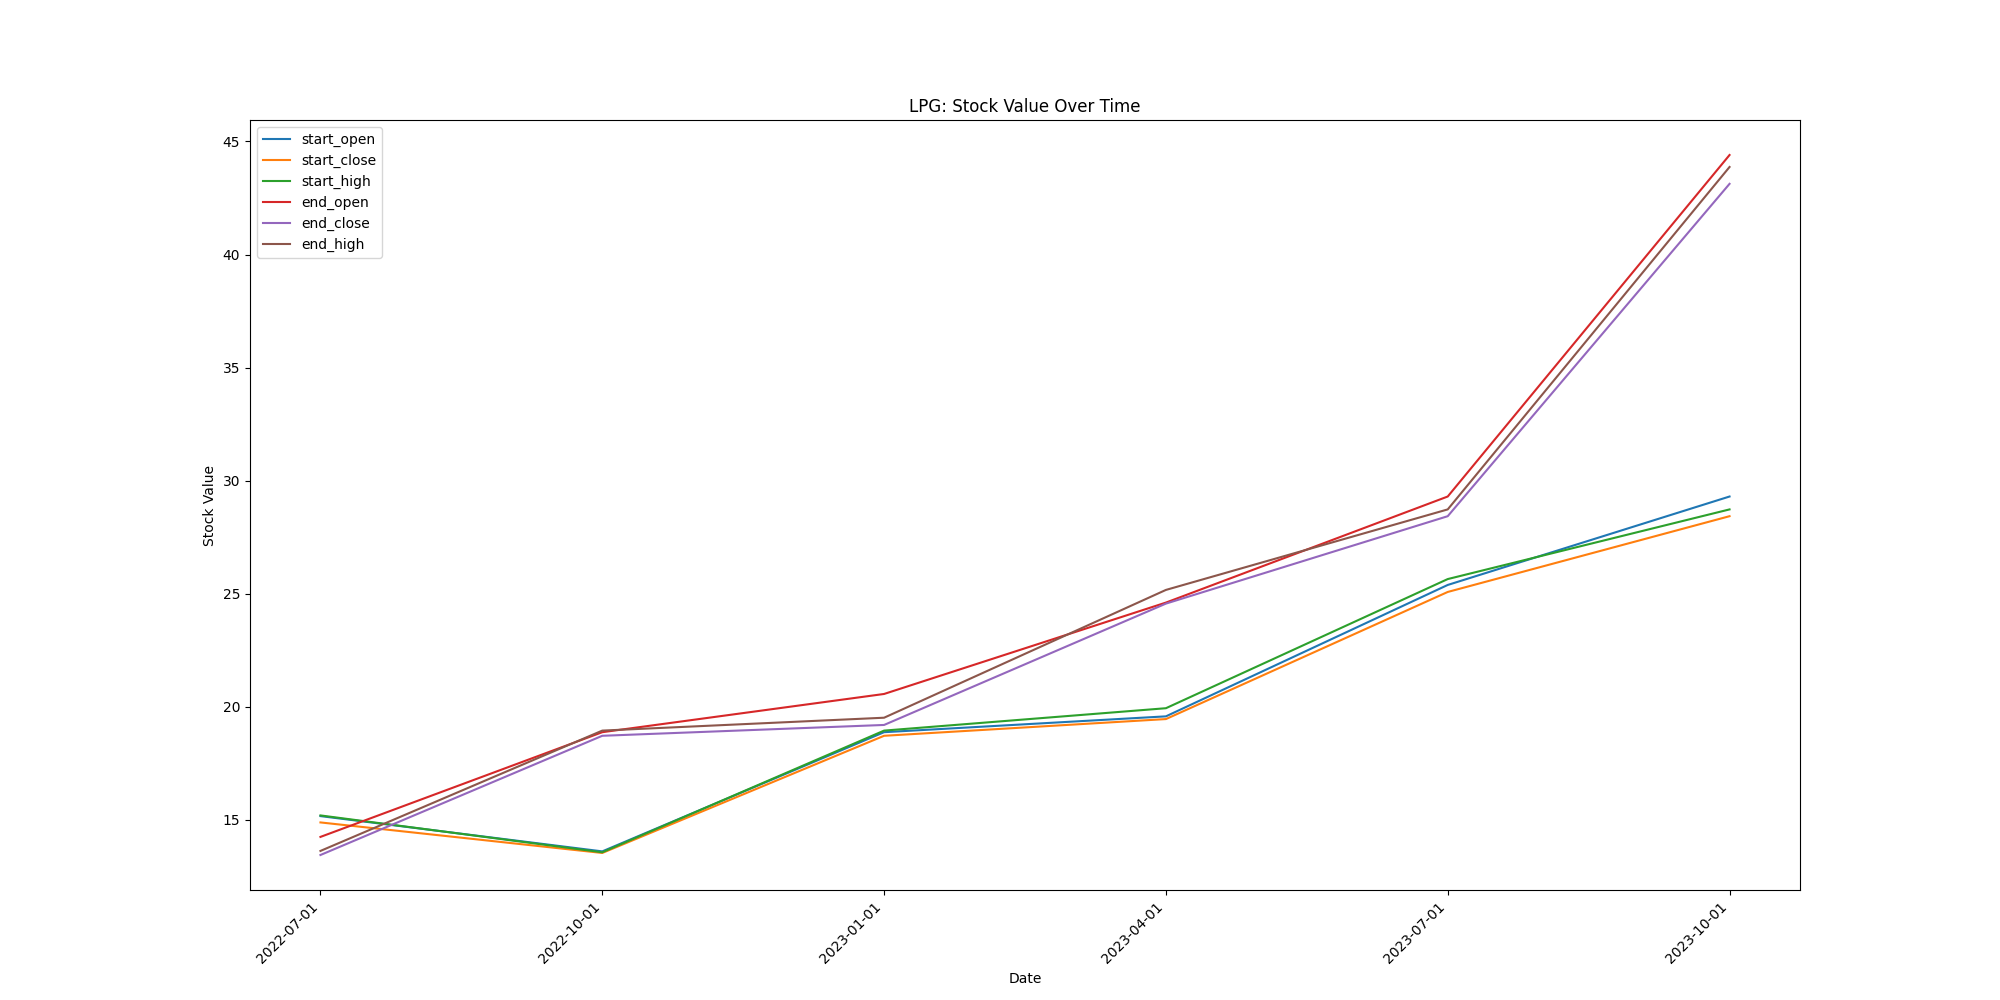 LPG: Stock Value Over Time
start_open
start_close
start_high
end_open
end_close
end_high
45
40
35
30
25
20
15
Stock Value
2022-07-01
2022-10-01
2023-01-01
2023-04-01
2023-07-01
2023-10-01
Date